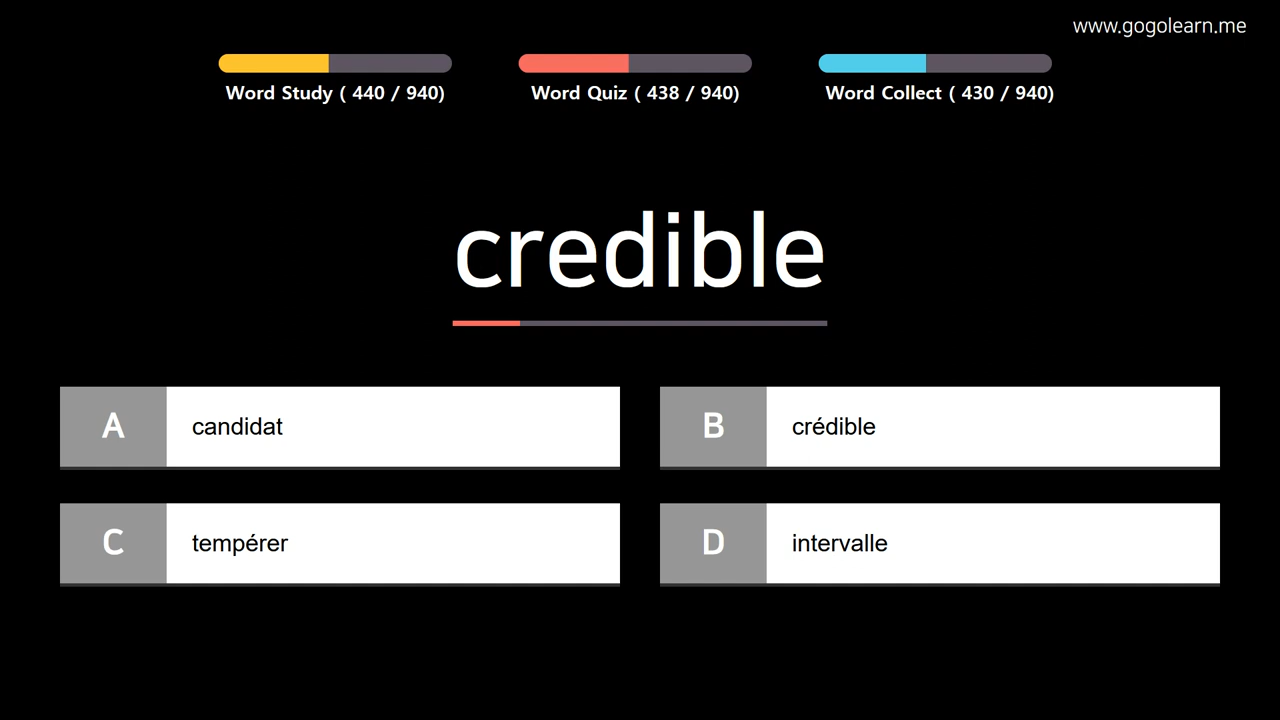 www.gogolearn.me
Word Study ( 440 / 940)
Word Quiz ( 438 / 940)
Word Collect ( 430 / 940)
credible
A candidat
B crédible
C tempérer
D intervalle